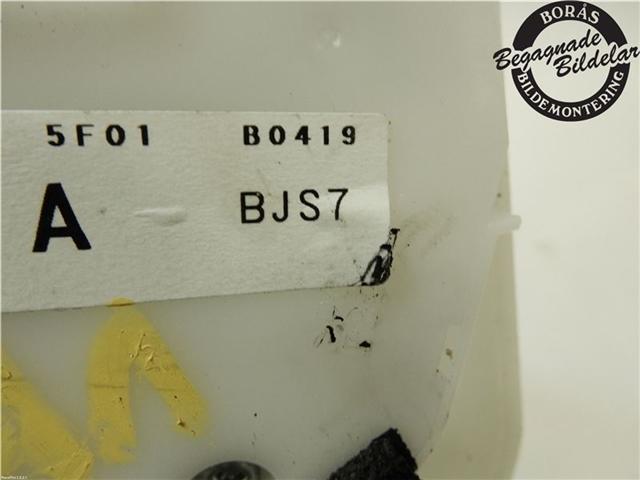 BORÅS
Begagnade
Bildelar
BILDEMONTERING
5F01 B0419
A BJS7